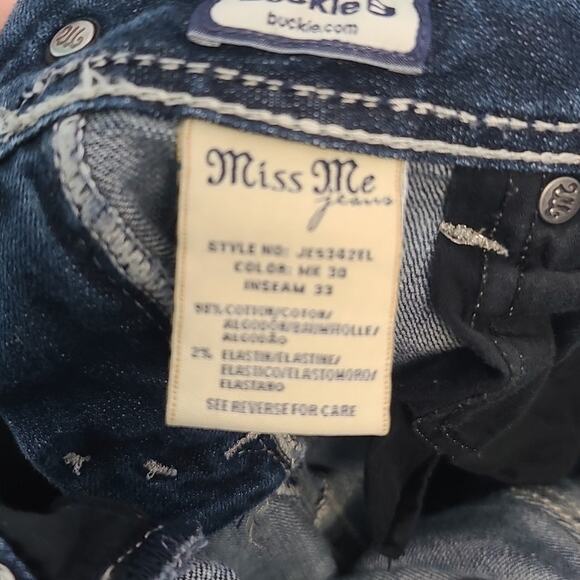 Buckle B
buckle.com
Miss Me
jeans
STYLE NO: JE5342EL
COLOR: MK 30
INSEAM 33
98% COTTON/COTON/
ALGODÓN/BAUMWOLLE/
ALGODÃO
2% ELASTIN/ELASTINE/
ELASTICO/ELASTOMORO/
ELASTANO
SEE REVERSE FOR CARE